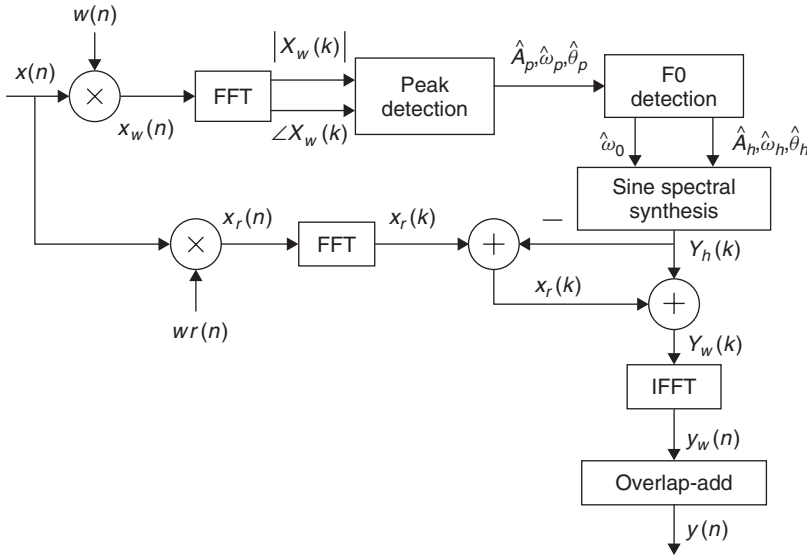 w(n)
x(n)
×
x_w(n)
FFT
|X_w(k)|
∠X_w(k)
Peak
detection
Â_p,ω̂_p,θ̂_p
F0
detection
ω̂_0
Â_h,ω̂_h,θ̂_h
Sine spectral
synthesis
×
x_r(n)
FFT
x_r(k)
+
−
Y_h(k)
wr(n)
x_r(k)
+
Y_w(k)
IFFT
y_w(n)
Overlap-add
y(n)